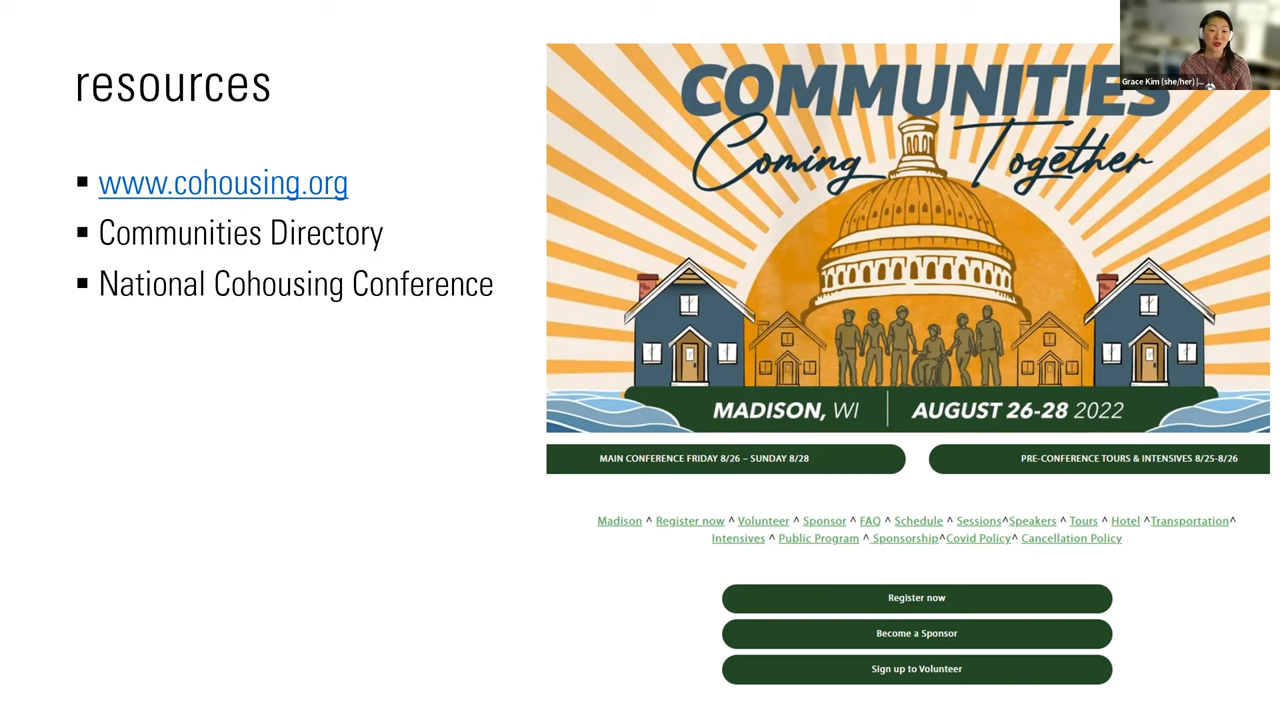 resources
▪ www.cohousing.org
▪ Communities Directory
▪ National Cohousing Conference
COMMUNITIES
Coming Together
MADISON, WI | AUGUST 26-28 2022
MAIN CONFERENCE FRIDAY 8/26 – SUNDAY 8/28
PRE-CONFERENCE TOURS & INTENSIVES 8/25-8/26
Madison ^ Register now ^ Volunteer ^ Sponsor ^ FAQ ^ Schedule ^ Sessions^Speakers ^ Tours ^ Hotel ^Transportation^
Intensives ^ Public Program ^ Sponsorship^Covid Policy^ Cancellation Policy
Register now
Become a Sponsor
Sign up to Volunteer
Grace Kim (she/her) |...